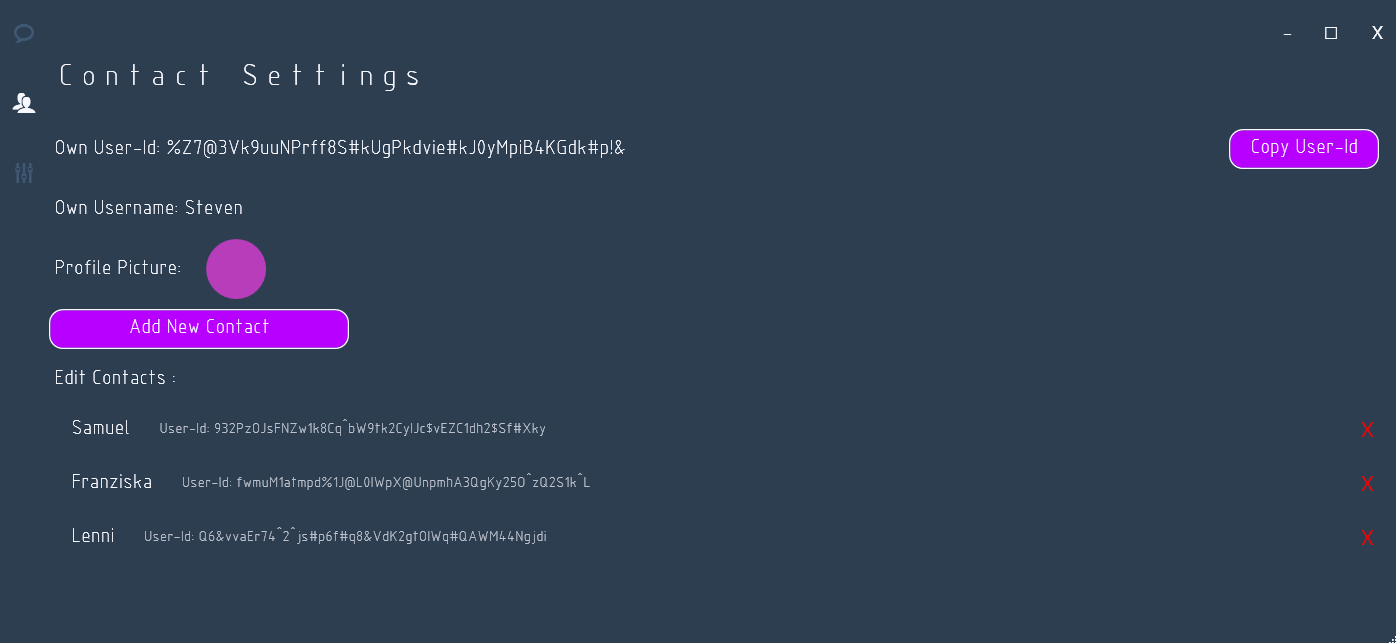 Contact Settings
Own User-Id: %Z7@3Vk9uuNPrff8S#kUgPkdvie#kJ0yMpiB4KGdk#p!&
Copy User-Id
Own Username: Steven
Profile Picture:
Add New Contact
Edit Contacts :
Samuel User-Id: 932PzOJsFNZw1k8Cq^bW9tk2CylJc$vEZC1dh2$Sf#Xky
X
Franziska User-Id: fwmuM1atmpd%1J@L0IWpX@UnpmhA3QgKy25O^zQ2S1k^L
X
Lenni User-Id: Q6&vvaEr74^2^js#p6f#q8&VdK2gtOIWq#QAWM44Ngjdi
X